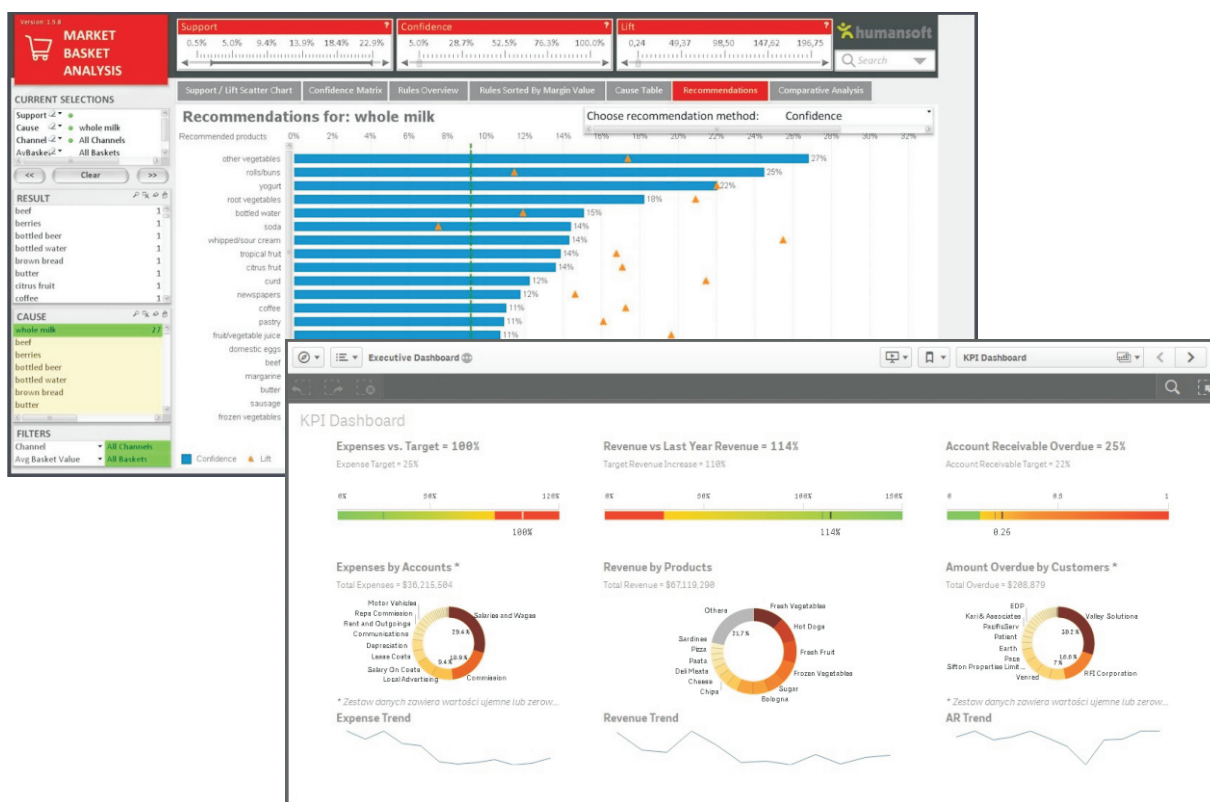 Version: 1.5.8
MARKET
BASKET
ANALYSIS
Support ?
0.5% 5.0% 9.4% 13.9% 18.4% 22.9%
Confidence ?
5.0% 28.7% 52.5% 76.3% 100.0%
Lift ?
0,24 49,37 98,50 147,62 196,75
humansoft
Search
Support / Lift Scatter Chart
Confidence Matrix
Rules Overview
Rules Sorted By Margin Value
Cause Table
Recommendations
Comparative Analysis
CURRENT SELECTIONS
Support
Cause whole milk
Channel All Channels
AvBasket All Baskets
<< Clear >>
RESULT
beef 1
berries 1
bottled beer 1
bottled water 1
brown bread 1
butter 1
citrus fruit 1
coffee 1
CAUSE
whole milk 27
beef
berries
bottled beer
bottled water
brown bread
butter
FILTERS
Channel All Channels
Avg Basket Value All Baskets
Recommendations for: whole milk
Choose recommendation method: Confidence
Recommended products 0% 2% 4% 6% 8% 10% 12% 14% 16% 18% 20% 22% 24% 26% 28% 30% 32%
other vegetables 27%
rolls/buns 25%
yogurt 22%
root vegetables 18%
bottled water 15%
soda 14%
whipped/sour cream 14%
tropical fruit 14%
citrus fruit 14%
curd 12%
newspapers 12%
coffee 11%
pastry 11%
fruit/vegetable juice 11%
domestic eggs
beef
margarine
butter
sausage
frozen vegetables
Confidence Lift
Executive Dashboard
KPI Dashboard
KPI Dashboard
Expenses vs. Target = 100%
Expense Target = 25%
0% 50% 120%
100%
Revenue vs Last Year Revenue = 114%
Target Revenue Increase = 110%
0% 50% 100% 150%
114%
Account Receivable Overdue = 25%
Account Receivable Target = 22%
0 0.5 1
0.25
Expenses by Accounts *
Total Expenses = $36,215,504
Motor Vehicles
Reps Commission
Rent and Outgoings
Communications
Depreciation
Lease Costs
Salary On Costs
Local Advertising
Salaries and Wages
Commission
29.4%
18.9%
9.4%
* Zestaw danych zawiera wartości ujemne lub zerow...
Revenue by Products
Total Revenue = $67,119,290
Others
Sardines
Pizza
Pasta
Deli Meats
Cheese
Chips
Fresh Vegetables
Hot Dogs
Fresh Fruit
Frozen Vegetables
Sugar
Bologna
21.7%
Amount Overdue by Customers *
Total Overdue = $208,879
EDP
Kari & Associates
PacificServ
Patient
Earth
Pace
Sifton Properties Limit...
Venred
Valley Solutions
RFI Corporation
7%
* Zestaw danych zawiera wartości ujemne lub zerow...
Expense Trend
Revenue Trend
AR Trend